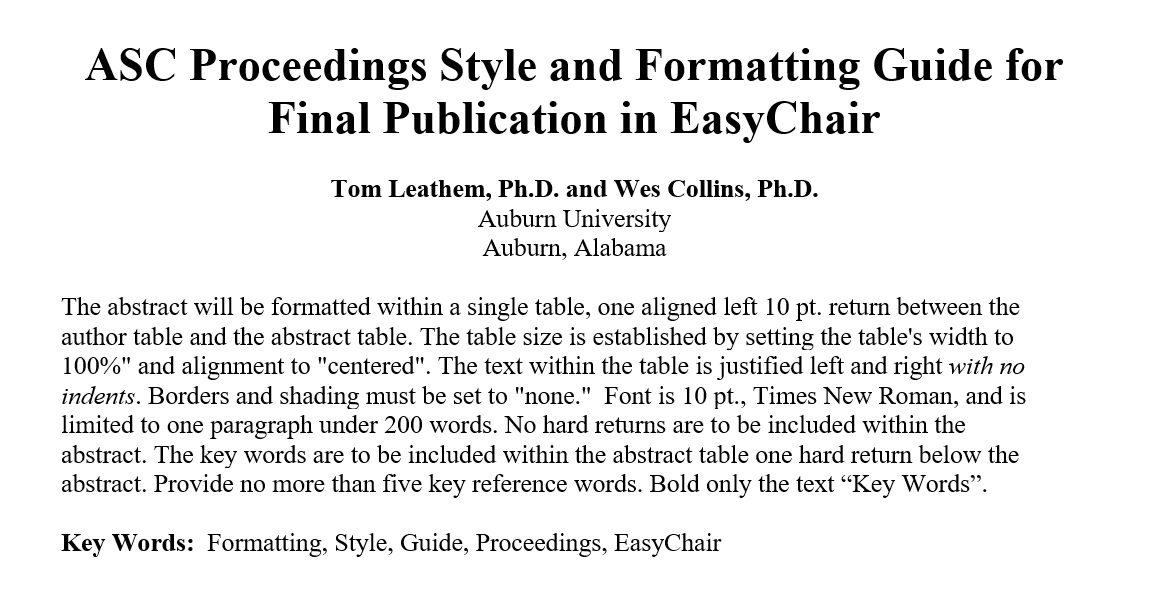 ASC Proceedings Style and Formatting Guide for
Final Publication in EasyChair
Tom Leathem, Ph.D. and Wes Collins, Ph.D.
Auburn University
Auburn, Alabama
The abstract will be formatted within a single table, one aligned left 10 pt. return between the
author table and the abstract table. The table size is established by setting the table's width to
100%" and alignment to "centered". The text within the table is justified left and right with no
indents. Borders and shading must be set to "none."  Font is 10 pt., Times New Roman, and is
limited to one paragraph under 200 words. No hard returns are to be included within the
abstract. The key words are to be included within the abstract table one hard return below the
abstract. Provide no more than five key reference words. Bold only the text “Key Words”.
Key Words:  Formatting, Style, Guide, Proceedings, EasyChair